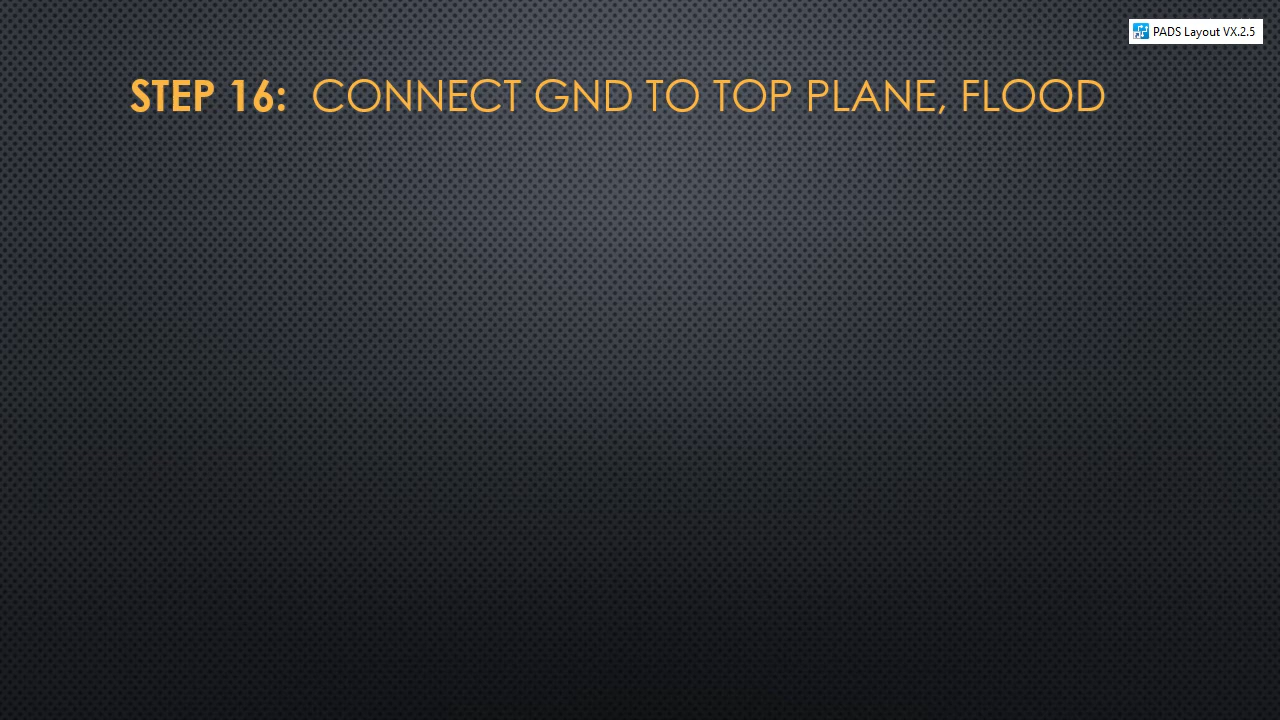 PADS Layout VX.2.5
STEP 16: CONNECT GND TO TOP PLANE, FLOOD